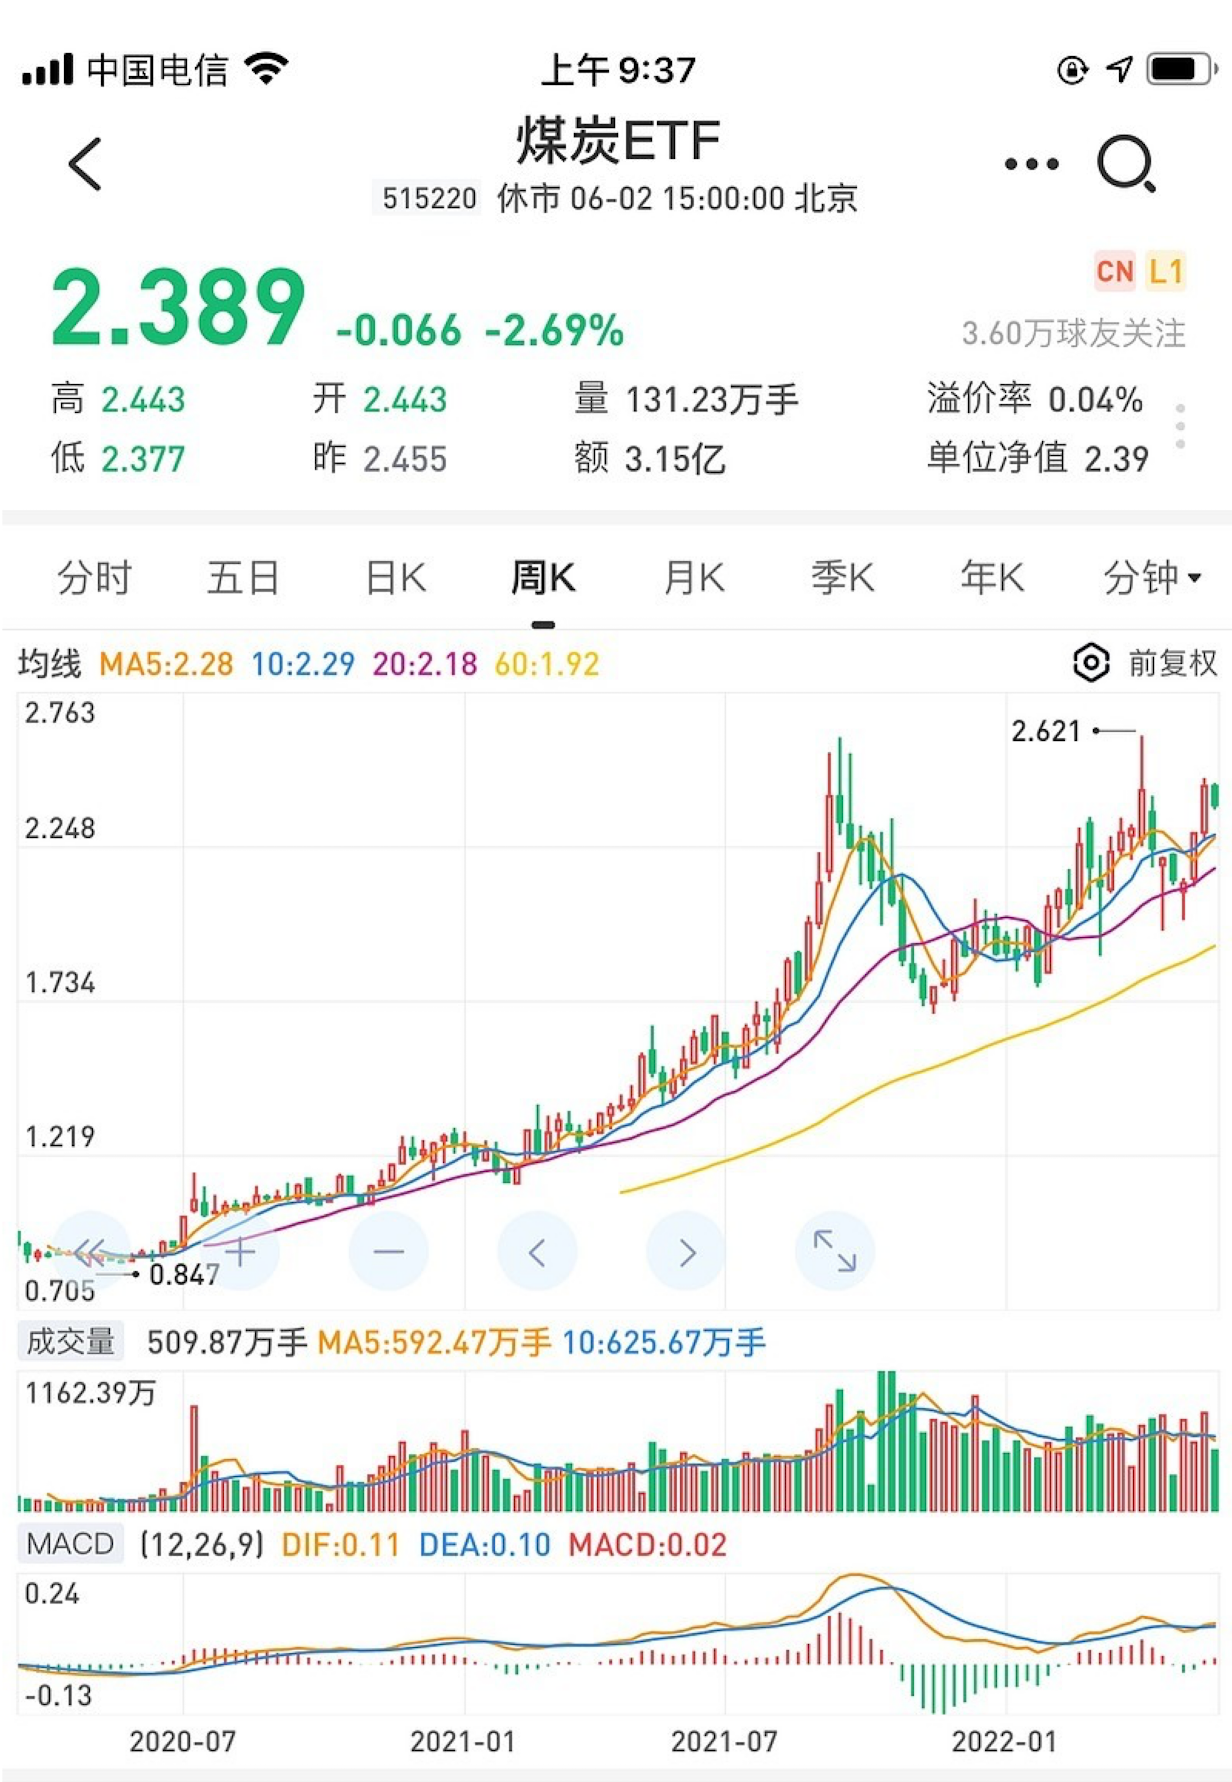 中国电信 上午9:37
煤炭ETF
515220 休市 06-02 15:00:00 北京
CN L1
2.389 -0.066 -2.69%
3.60万球友关注
高 2.443 开 2.443 量 131.23万手 溢价率 0.04%
低 2.377 昨 2.455 额 3.15亿 单位净值 2.39
分时 五日 日K 周K 月K 季K 年K 分钟
均线 MA5:2.28 10:2.29 20:2.18 60:1.92 前复权
2.763
2.621
2.248
1.734
1.219
0.847
0.705
成交量 509.87万手 MA5:592.47万手 10:625.67万手
1162.39万
MACD (12,26,9) DIF:0.11 DEA:0.10 MACD:0.02
0.24
-0.13
2020-07 2021-01 2021-07 2022-01